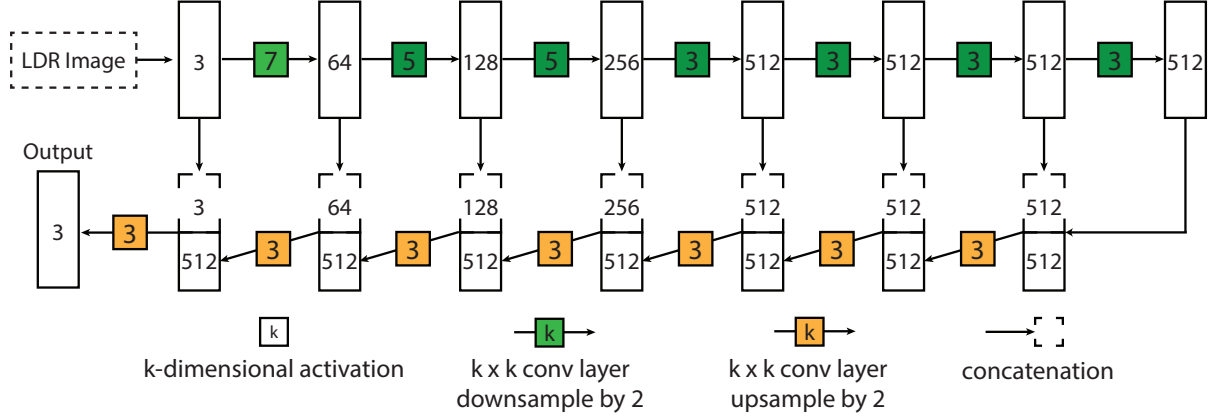 LDR Image 3 7 64 5 128 5 256 3 512 3 512 3 512 3 512
Output
3 64 128 256 512 512 512
3 3 3 3 3 3 3 3
512 512 512 512 512 512 512
k k k
k-dimensional activation k x k conv layer k x k conv layer concatenation
downsample by 2 upsample by 2